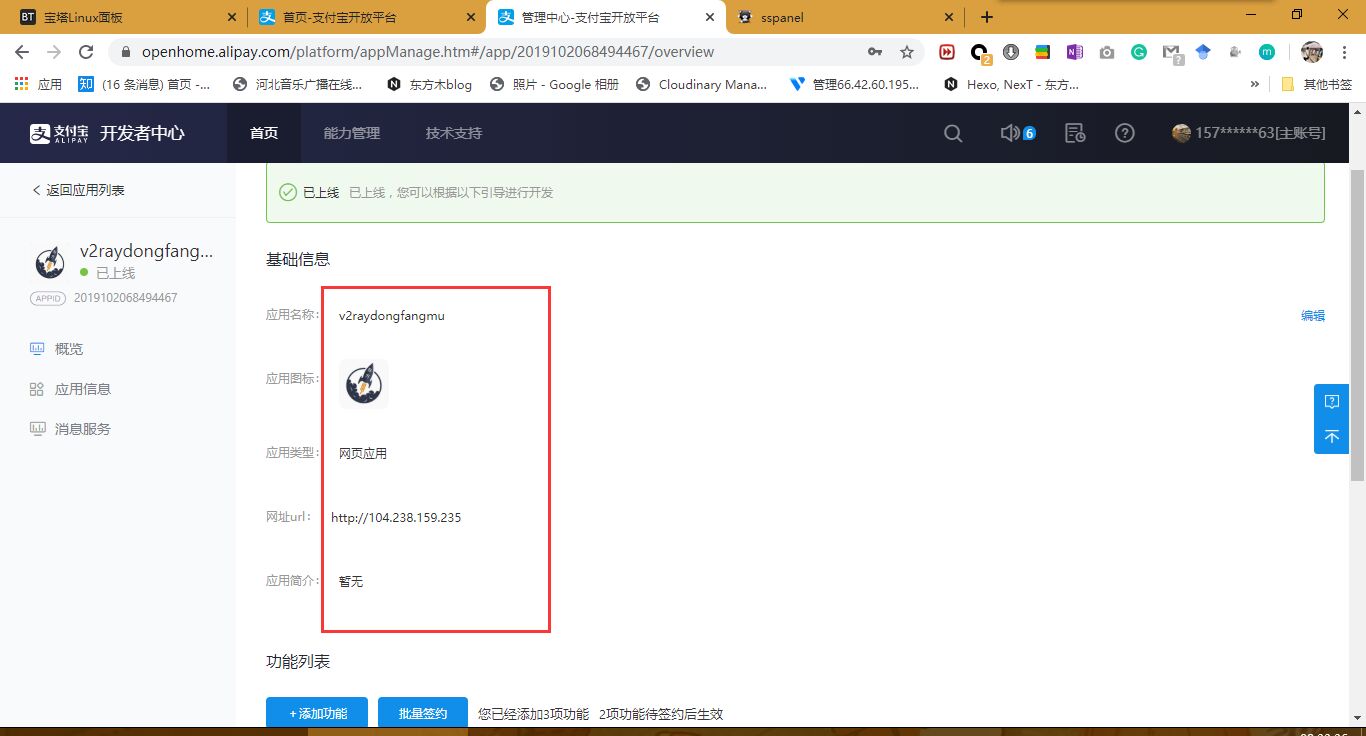 宝塔Linux面板
首页-支付宝开放平台
管理中心-支付宝开放平台
sspanel
openhome.alipay.com/platform/appManage.htm#/app/2019102068494467/overview
应用
知 (16 条消息) 首页 -...
河北音乐广播在线...
东方木blog
照片 - Google 相册
Cloudinary Mana...
管理66.42.60.195...
Hexo, NexT - 东方...
其他书签
支付宝 ALIPAY 开发者中心
首页
能力管理
技术支持
6
157******63[主账号]
返回应用列表
已上线 已上线，您可以根据以下引导进行开发
v2raydongfang...
已上线
APPID 2019102068494467
概览
应用信息
消息服务
基础信息
应用名称: v2raydongfangmu
编辑
应用图标:
应用类型: 网页应用
网址url: http://104.238.159.235
应用简介: 暂无
功能列表
+ 添加功能
批量签约
您已经添加3项功能 2项功能待签约后生效